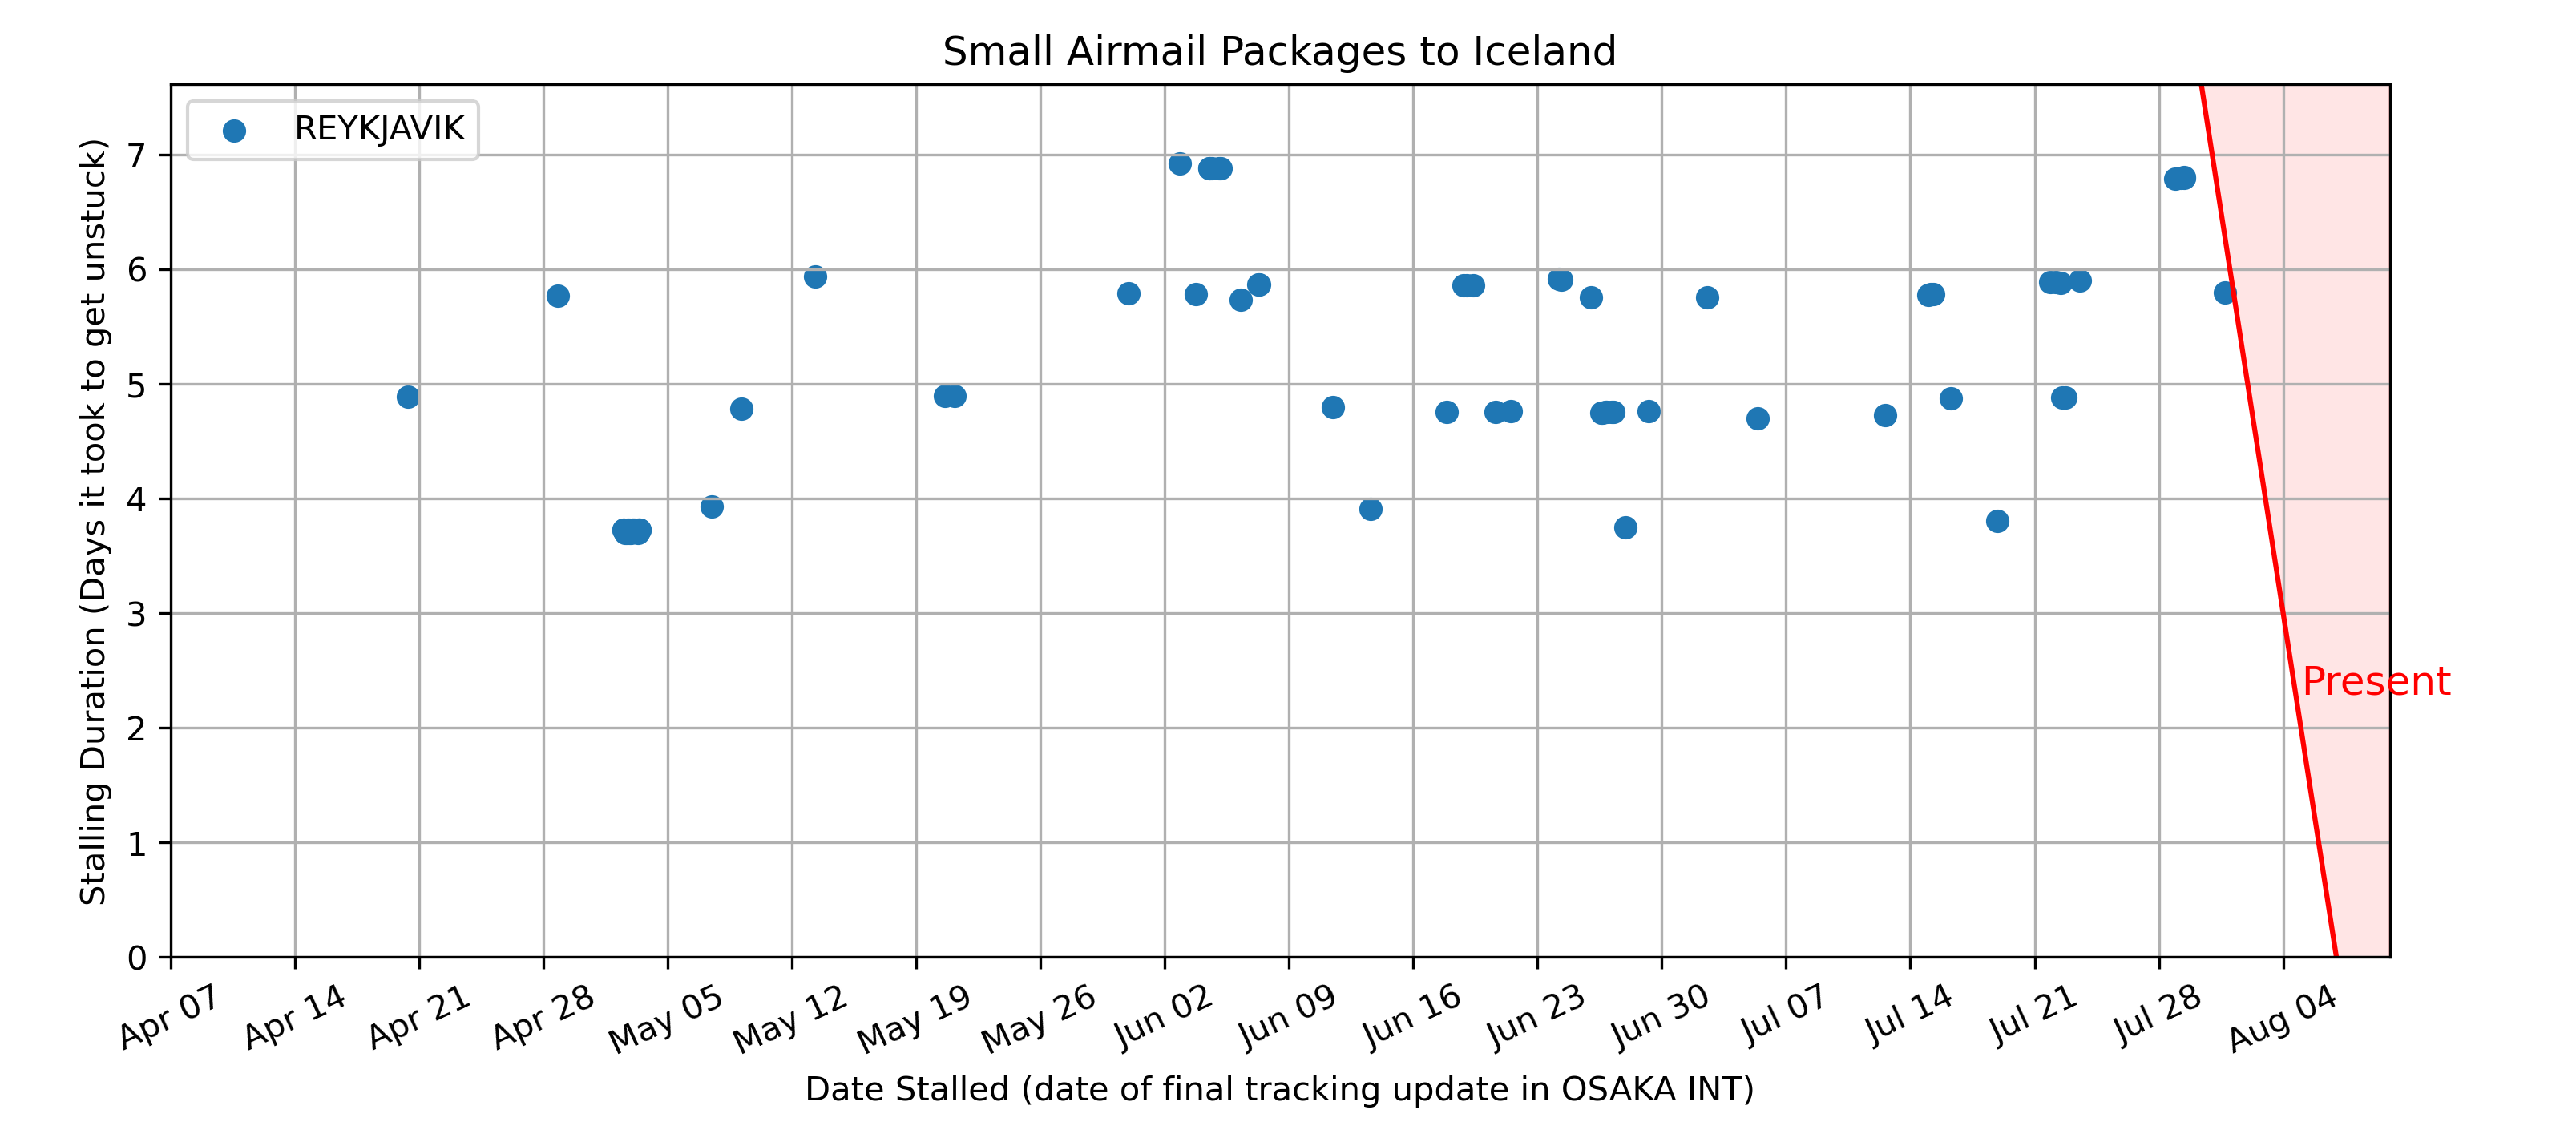 Small Airmail Packages to Iceland
REYKJAVIK
Stalling Duration (Days it took to get unstuck)
7
6
5
4
3
2
1
0
Present
Apr 07 Apr 14 Apr 21 Apr 28 May 05 May 12 May 19 May 26 Jun 02 Jun 09 Jun 16 Jun 23 Jun 30 Jul 07 Jul 14 Jul 21 Jul 28 Aug 04
Date Stalled (date of final tracking update in OSAKA INT)